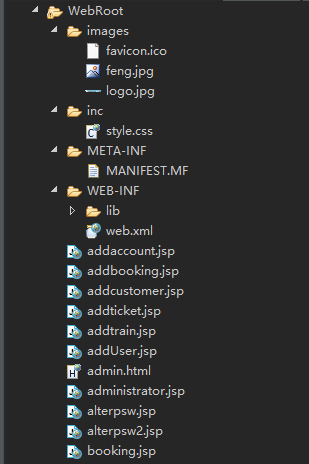 WebRoot
images
favicon.ico
feng.jpg
logo.jpg
inc
style.css
META-INF
MANIFEST.MF
WEB-INF
lib
web.xml
addaccount.jsp
addbooking.jsp
addcustomer.jsp
addticket.jsp
addtrain.jsp
addUser.jsp
admin.html
administrator.jsp
alterpsw.jsp
alterpsw2.jsp
booking.jsp